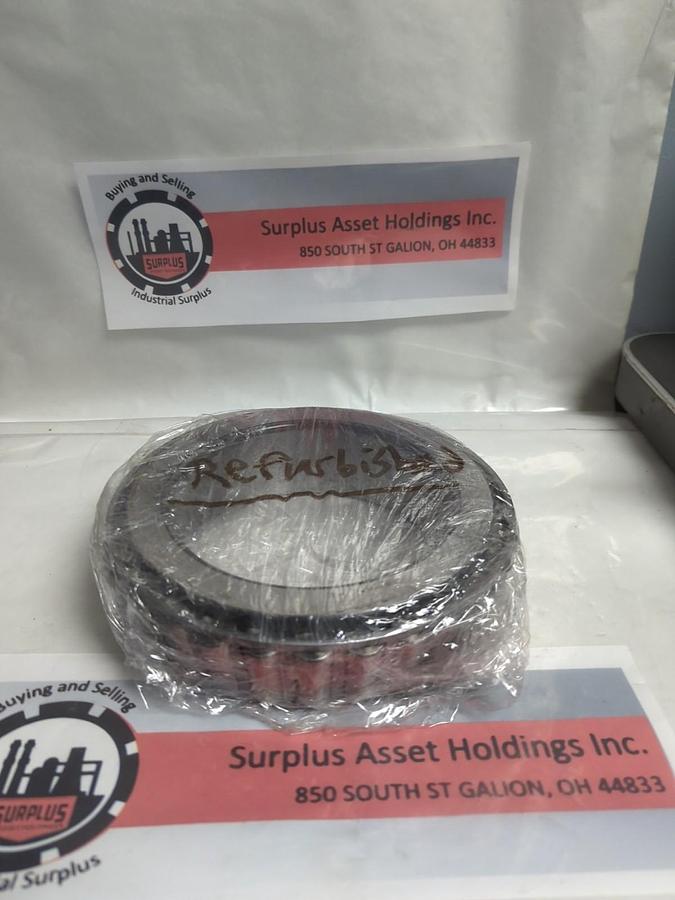 Buying and Selling
SURPLUS
Industrial Surplus
Surplus Asset Holdings Inc.
850 SOUTH ST GALION, OH 44833
Refurbished
Buying and Selling
SURPLUS
al Surplus
Surplus Asset Holdings Inc.
850 SOUTH ST GALION, OH 44833